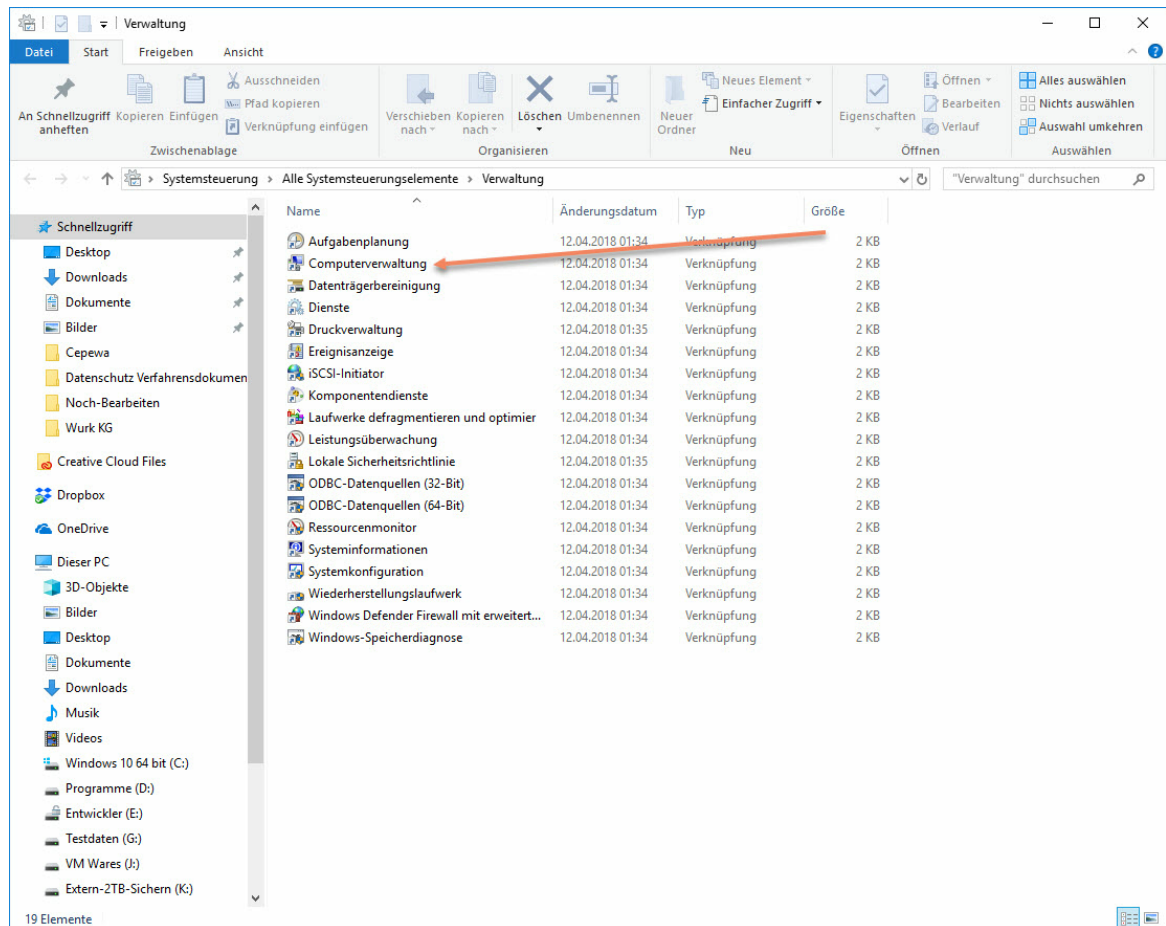 Verwaltung
Datei Start Freigeben Ansicht
An Schnellzugriff anheften
Kopieren
Einfügen
Ausschneiden
Pfad kopieren
Verknüpfung einfügen
Zwischenablage
Verschieben nach
Kopieren nach
Löschen
Umbenennen
Organisieren
Neuer Ordner
Neues Element
Einfacher Zugriff
Neu
Eigenschaften
Öffnen
Bearbeiten
Verlauf
Öffnen
Alles auswählen
Nichts auswählen
Auswahl umkehren
Auswählen
Systemsteuerung > Alle Systemsteuerungselemente > Verwaltung
"Verwaltung" durchsuchen
Schnellzugriff
Desktop
Downloads
Dokumente
Bilder
Cepewa
Datenschutz Verfahrensdokumen
Noch-Bearbeiten
Wurk KG
Creative Cloud Files
Dropbox
OneDrive
Dieser PC
3D-Objekte
Bilder
Desktop
Dokumente
Downloads
Musik
Videos
Windows 10 64 bit (C:)
Programme (D:)
Entwickler (E:)
Testdaten (G:)
VM Wares (J:)
Extern-2TB-Sichern (K:)
Name Änderungsdatum Typ Größe
Aufgabenplanung 12.04.2018 01:34 Verknüpfung 2 KB
Computerverwaltung 12.04.2018 01:34 Verknüpfung 2 KB
Datenträgerbereinigung 12.04.2018 01:34 Verknüpfung 2 KB
Dienste 12.04.2018 01:34 Verknüpfung 2 KB
Druckverwaltung 12.04.2018 01:35 Verknüpfung 2 KB
Ereignisanzeige 12.04.2018 01:34 Verknüpfung 2 KB
iSCSI-Initiator 12.04.2018 01:34 Verknüpfung 2 KB
Komponentendienste 12.04.2018 01:34 Verknüpfung 2 KB
Laufwerke defragmentieren und optimier 12.04.2018 01:34 Verknüpfung 2 KB
Leistungsüberwachung 12.04.2018 01:34 Verknüpfung 2 KB
Lokale Sicherheitsrichtlinie 12.04.2018 01:35 Verknüpfung 2 KB
ODBC-Datenquellen (32-Bit) 12.04.2018 01:34 Verknüpfung 2 KB
ODBC-Datenquellen (64-Bit) 12.04.2018 01:34 Verknüpfung 2 KB
Ressourcenmonitor 12.04.2018 01:34 Verknüpfung 2 KB
Systeminformationen 12.04.2018 01:34 Verknüpfung 2 KB
Systemkonfiguration 12.04.2018 01:34 Verknüpfung 2 KB
Wiederherstellungslaufwerk 12.04.2018 01:34 Verknüpfung 2 KB
Windows Defender Firewall mit erweitert... 12.04.2018 01:34 Verknüpfung 2 KB
Windows-Speicherdiagnose 12.04.2018 01:34 Verknüpfung 2 KB
19 Elemente